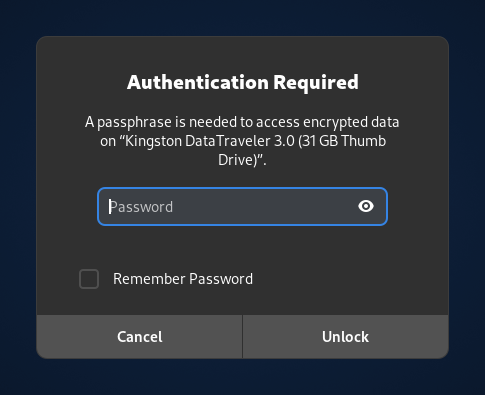 Authentication Required
A passphrase is needed to access encrypted data
on “Kingston DataTraveler 3.0 (31 GB Thumb
Drive)”.
Password
Remember Password
Cancel
Unlock